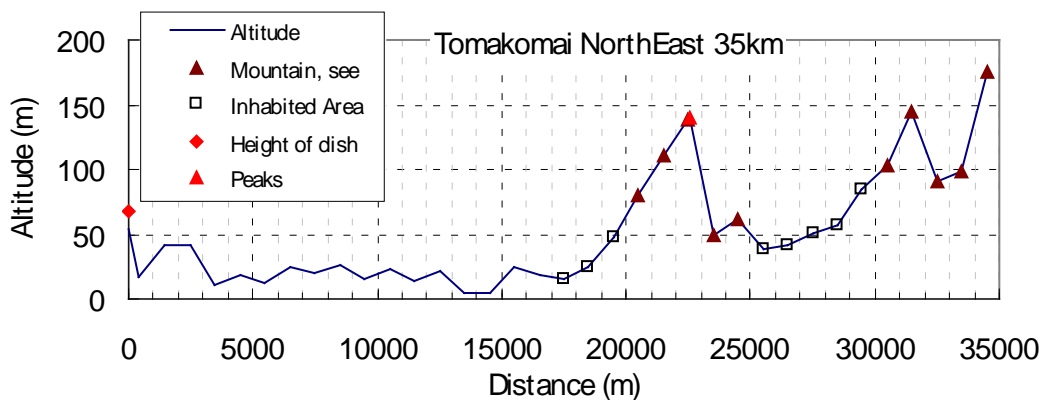 Altitude
Mountain, see
Inhabited Area
Height of dish
Peaks
Tomakomai NorthEast 35km
200
150
100
50
0
Altitude (m)
0 5000 10000 15000 20000 25000 30000 35000
Distance (m)